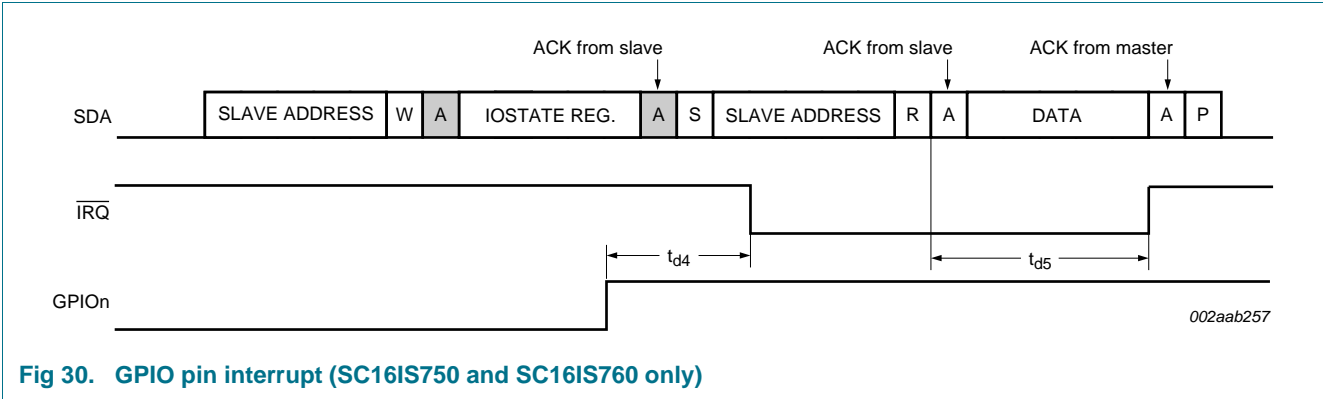 ACK from slave ACK from slave ACK from master
SDA SLAVE ADDRESS W A IOSTATE REG. A S SLAVE ADDRESS R A DATA A P
IRQ
td4 td5
GPIOn
002aab257
Fig 30. GPIO pin interrupt (SC16IS750 and SC16IS760 only)